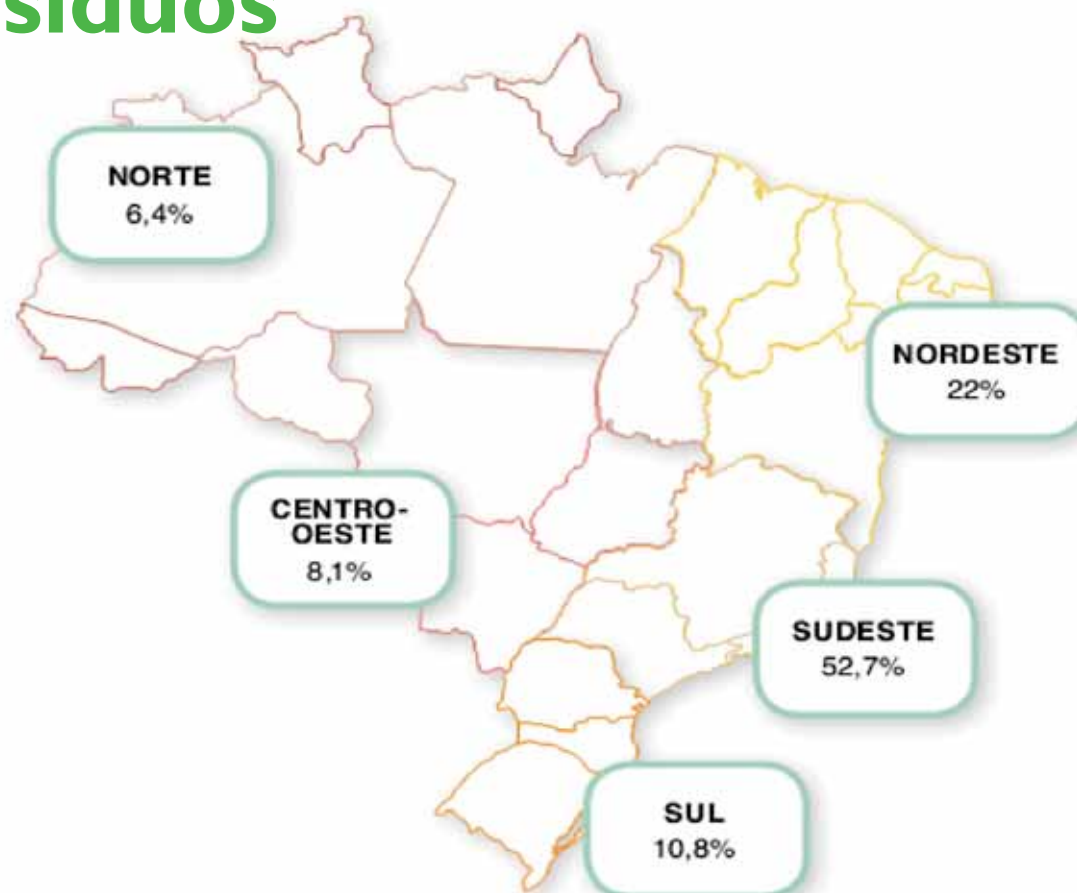 síduos
NORTE
6,4%
NORDESTE
22%
CENTRO-
OESTE
8,1%
SUDESTE
52,7%
SUL
10,8%